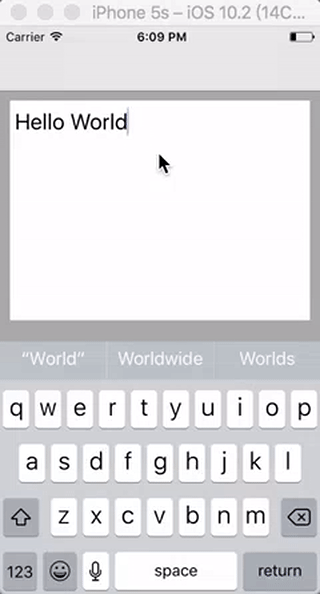 iPhone 5s – iOS 10.2 (14C...
Carrier 6:09 PM
Hello World
“World” Worldwide Worlds
q w e r t y u i o p
a s d f g h j k l
z x c v b n m
123 space return